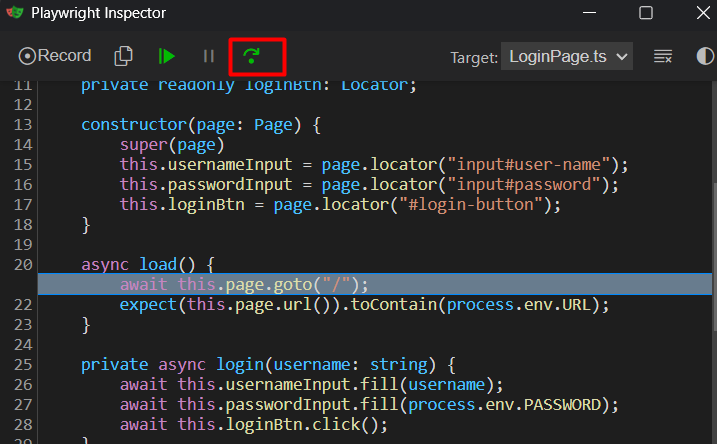 Playwright Inspector
Record
Target: LoginPage.ts
11 private readonly loginBtn: Locator;
12
13 constructor(page: Page) {
14 super(page)
15 this.usernameInput = page.locator("input#user-name");
16 this.passwordInput = page.locator("input#password");
17 this.loginBtn = page.locator("#login-button");
18 }
19
20 async load() {
await this.page.goto("/");
22 expect(this.page.url()).toContain(process.env.URL);
23 }
24
25 private async login(username: string) {
26 await this.usernameInput.fill(username);
27 await this.passwordInput.fill(process.env.PASSWORD);
28 await this.loginBtn.click();
29 }